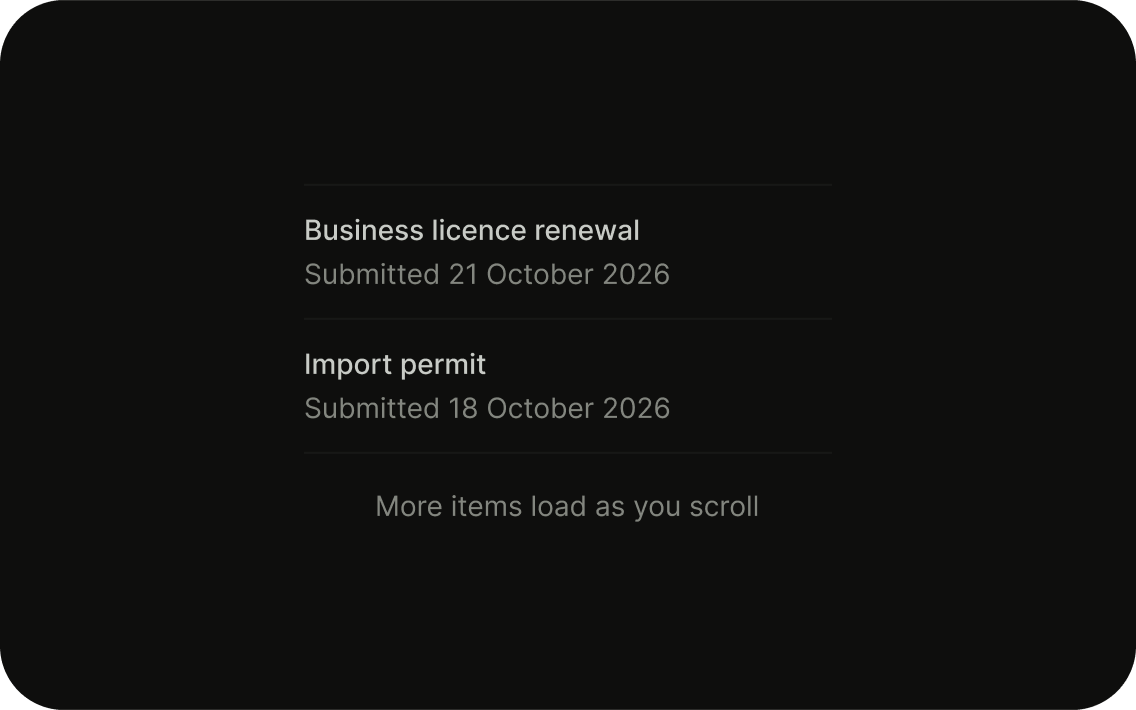 Business licence renewal
Submitted 21 October 2026
Import permit
Submitted 18 October 2026
More items load as you scroll